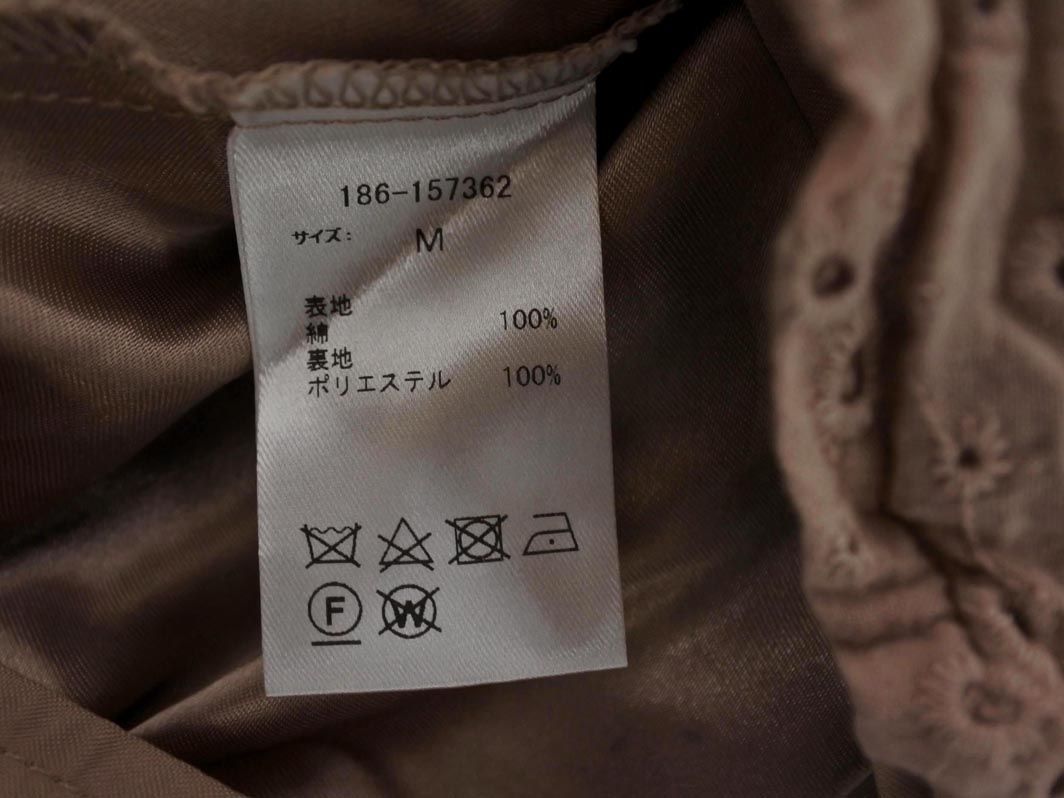 186-157362
サイズ: M
表地
綿 100%
裏地
ポリエステル 100%
F W